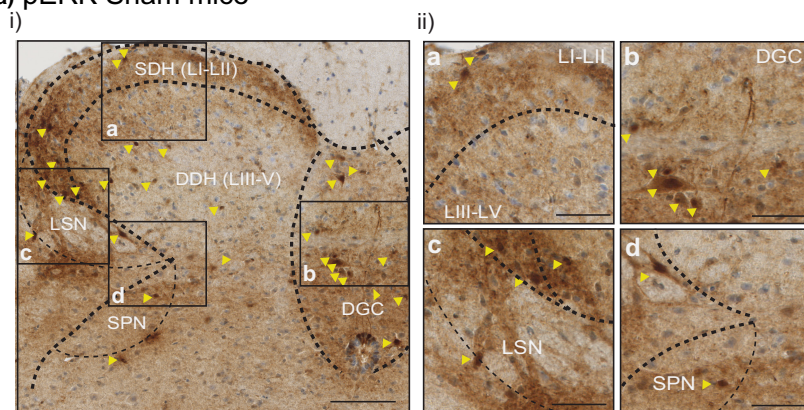 pERK Sham mice
i)
ii)
SDH (LI-LII)
a
DDH (LIII-V)
LSN
c
d
b
SPN
DGC
a
LI-LII
LIII-LV
b
DGC
c
LSN
d
SPN